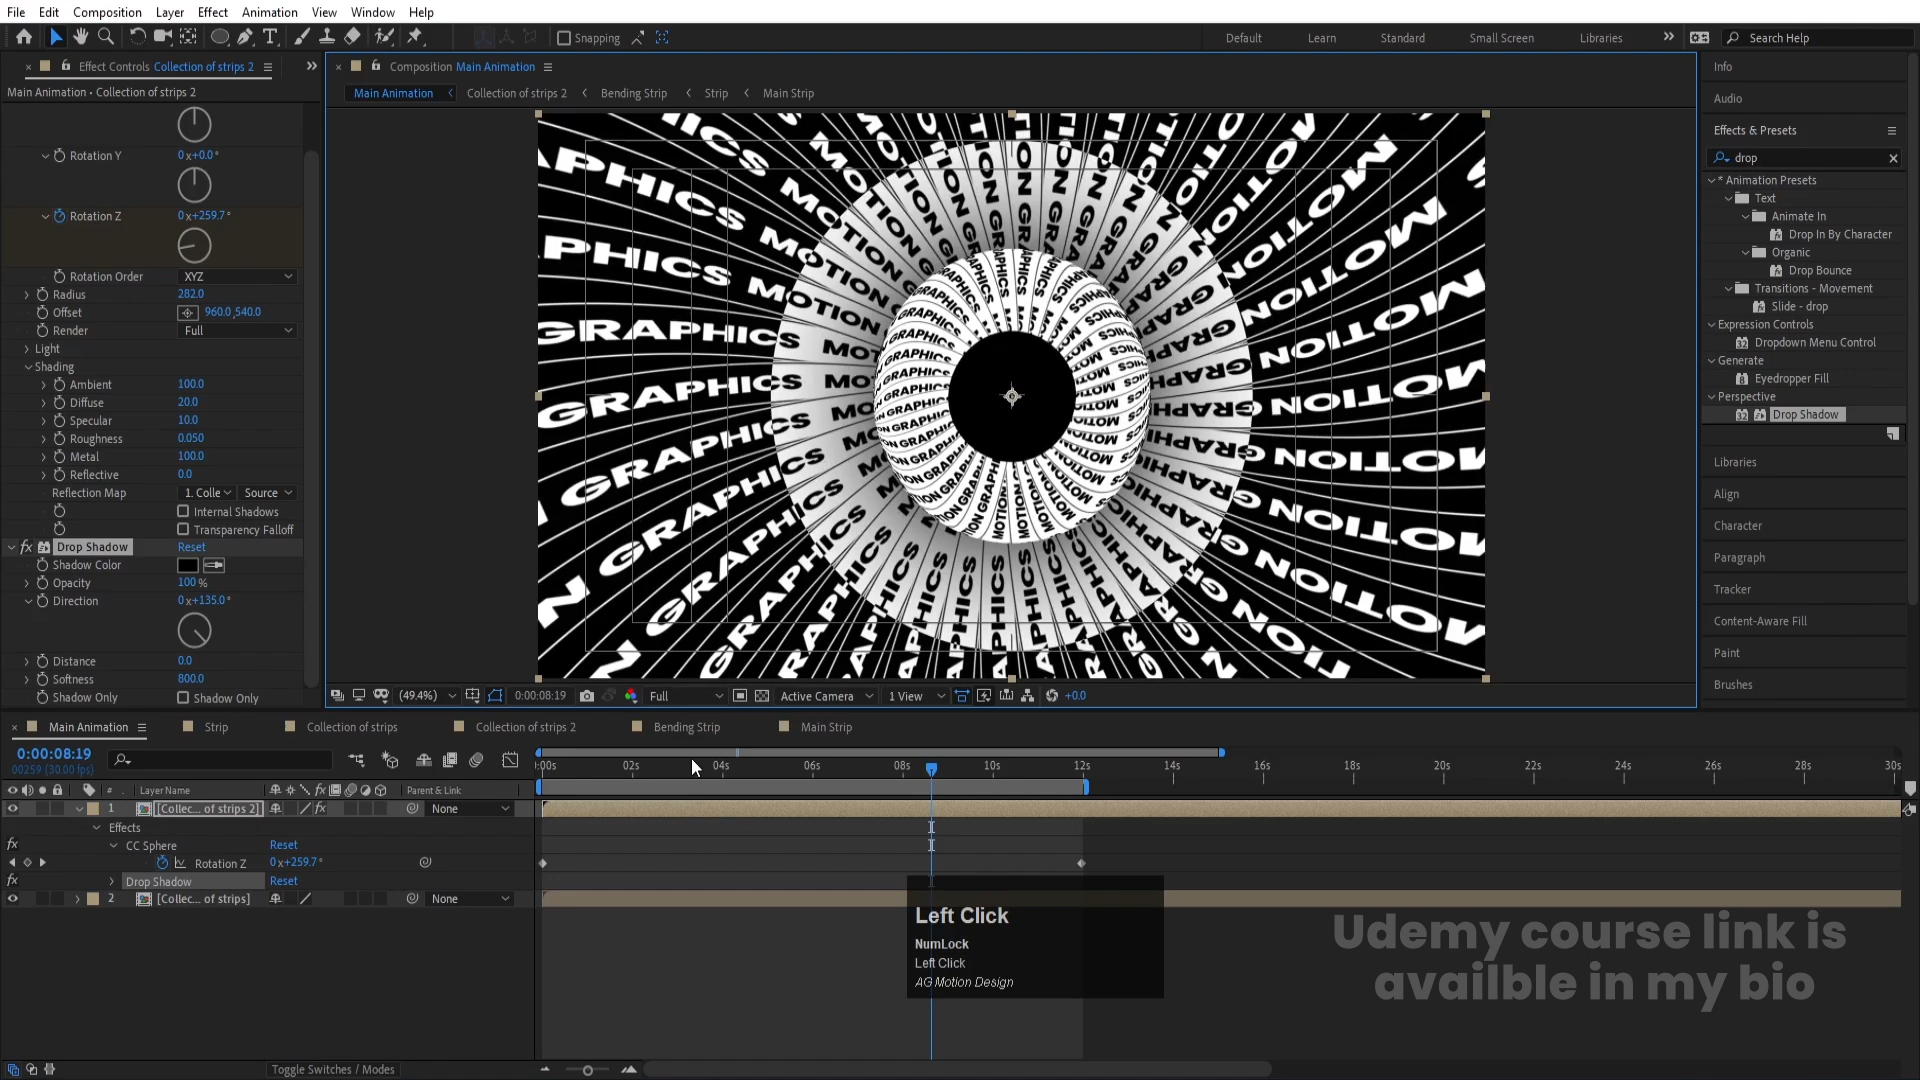 File Edit Composition Layer Effect Animation View Window Help
Snapping
Default Learn Standard Small Screen Libraries
Search Help
Effect Controls Collection of strips 2
Main Animation • Collection of strips 2
Rotation Y 0 x+0.0°
Rotation Z 0 x+259.7°
Rotation Order XYZ
Radius 282.0
Offset 960.0,540.0
Render Full
Light
Shading
Ambient 100.0
Diffuse 20.0
Specular 10.0
Roughness 0.050
Metal 100.0
Reflective 0.0
Reflection Map 1. Colle Source
Internal Shadows
Transparency Falloff
fx Drop Shadow Reset
Shadow Color
Opacity 100 %
Direction 0 x+135.0°
Distance 0.0
Softness 800.0
Shadow Only Shadow Only
Composition Main Animation
Main Animation Collection of strips 2 Bending Strip Strip Main Strip
MOTION GRAPHICS
(49.4%) 0:00:08:19 Full Active Camera 1 View +0.0
Info
Audio
Effects & Presets
drop
* Animation Presets
Text
Animate In
Drop In By Character
Organic
Drop Bounce
Transitions - Movement
Slide - drop
Expression Controls
Dropdown Menu Control
Generate
Eyedropper Fill
Perspective
Drop Shadow
Libraries
Align
Character
Paragraph
Tracker
Content-Aware Fill
Paint
Brushes
Main Animation Strip Collection of strips Collection of strips 2 Bending Strip Main Strip
0:00:08:19
00259 (30.00 fps)
:00s 02s 04s 06s 08s 10s 12s 14s 16s 18s 20s 22s 24s 26s 28s 30s
# Layer Name fx Parent & Link
1 [Collec... of strips 2] fx None
Effects
fx CC Sphere Reset
Rotation Z 0 x+259.7°
fx Drop Shadow Reset
2 [Collec... of strips] None
Left Click
NumLock
Left Click
AG Motion Design
Udemy course link is
availble in my bio
Toggle Switches / Modes